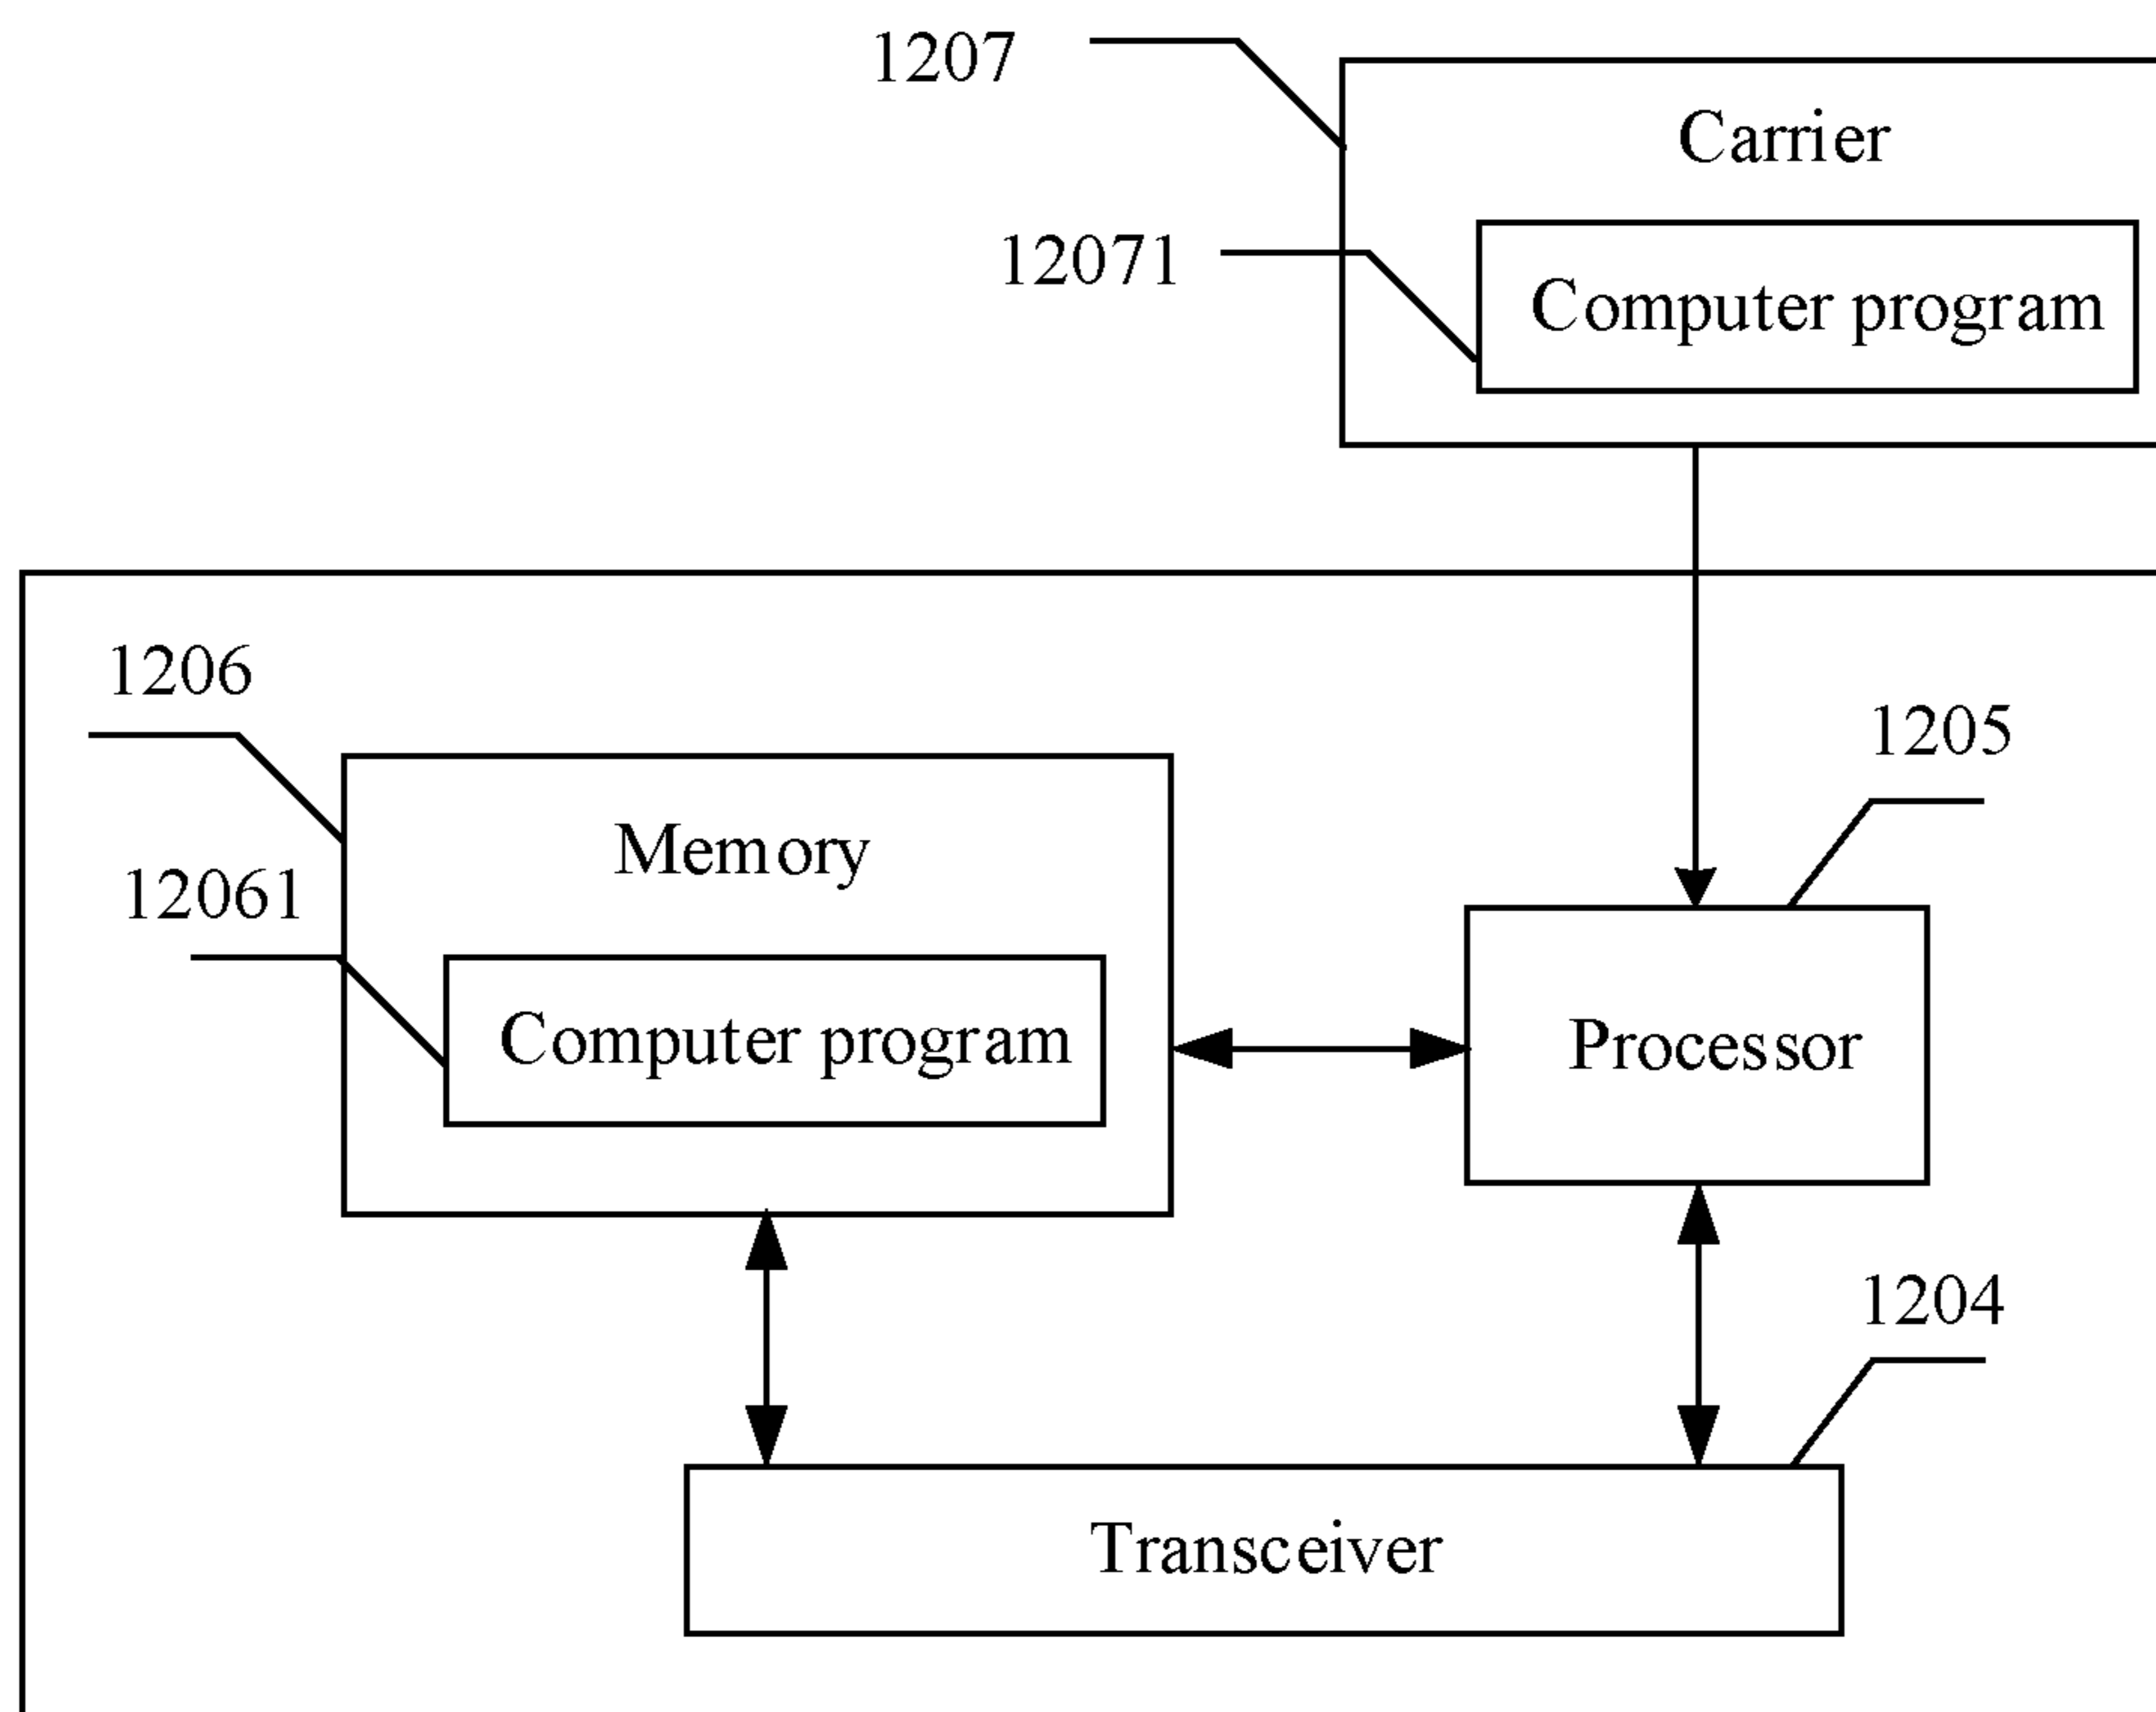 1207
Carrier
12071
Computer program
1206
1205
Memory
12061
Computer program
Processor
1204
Transceiver